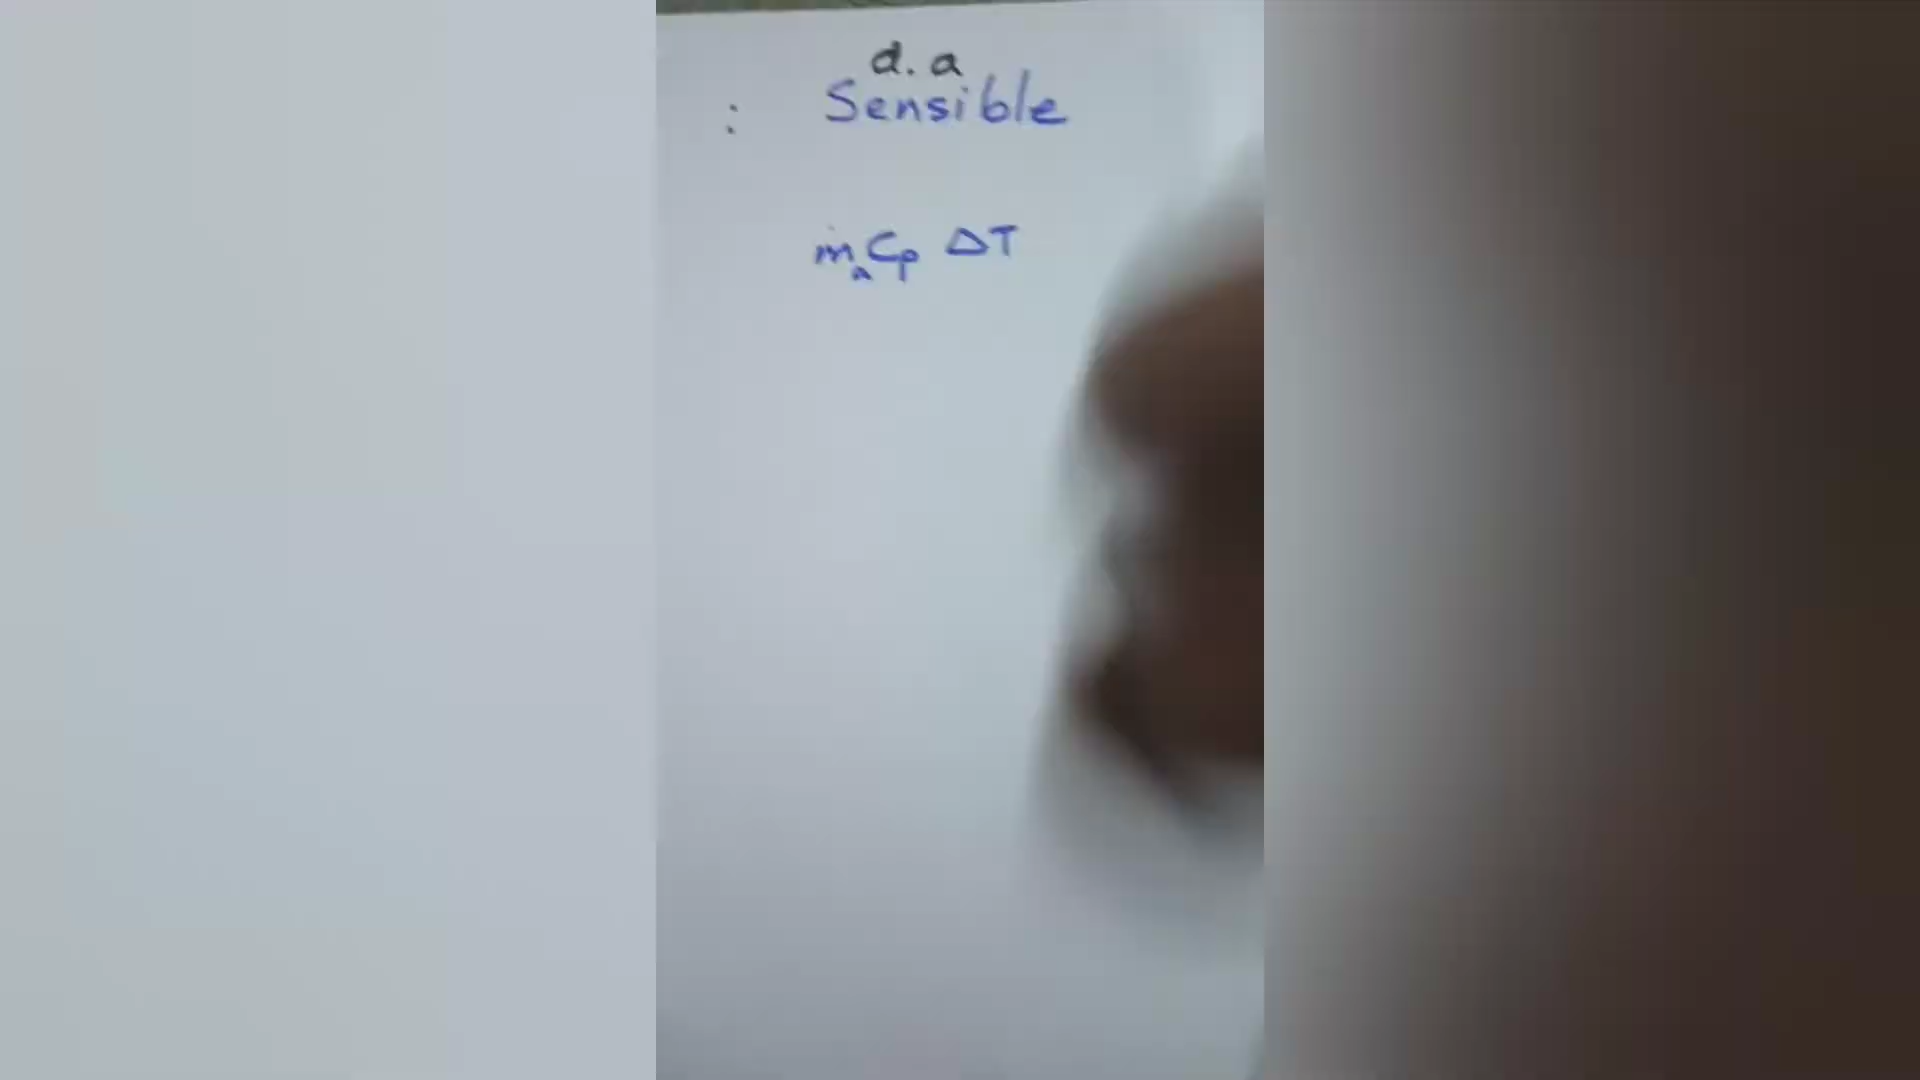 d. a
: Sensible
ṁₐCₚ ΔT